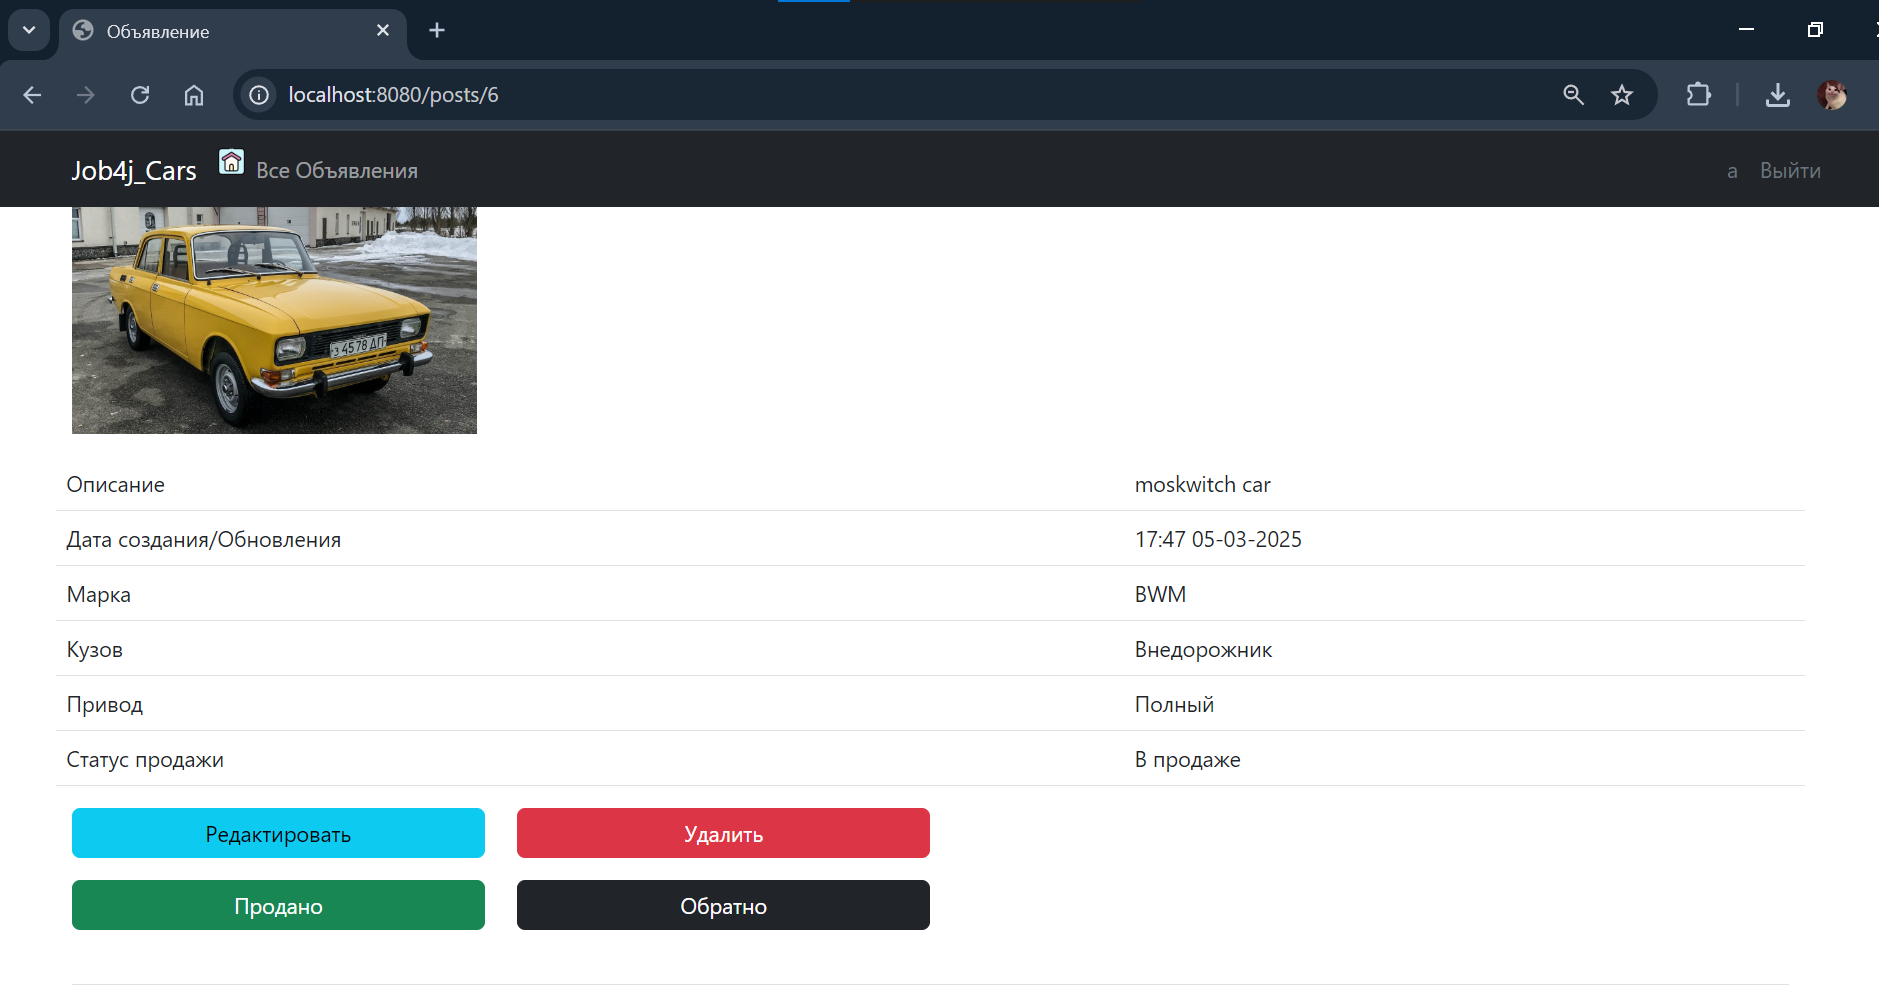 Объявление
localhost:8080/posts/6
Job4j_Cars Все Объявления а Выйти
з 4578 ДП
Описание moskwitch car
Дата создания/Обновления 17:47 05-03-2025
Марка BWM
Кузов Внедорожник
Привод Полный
Статус продажи В продаже
Редактировать Удалить
Продано Обратно